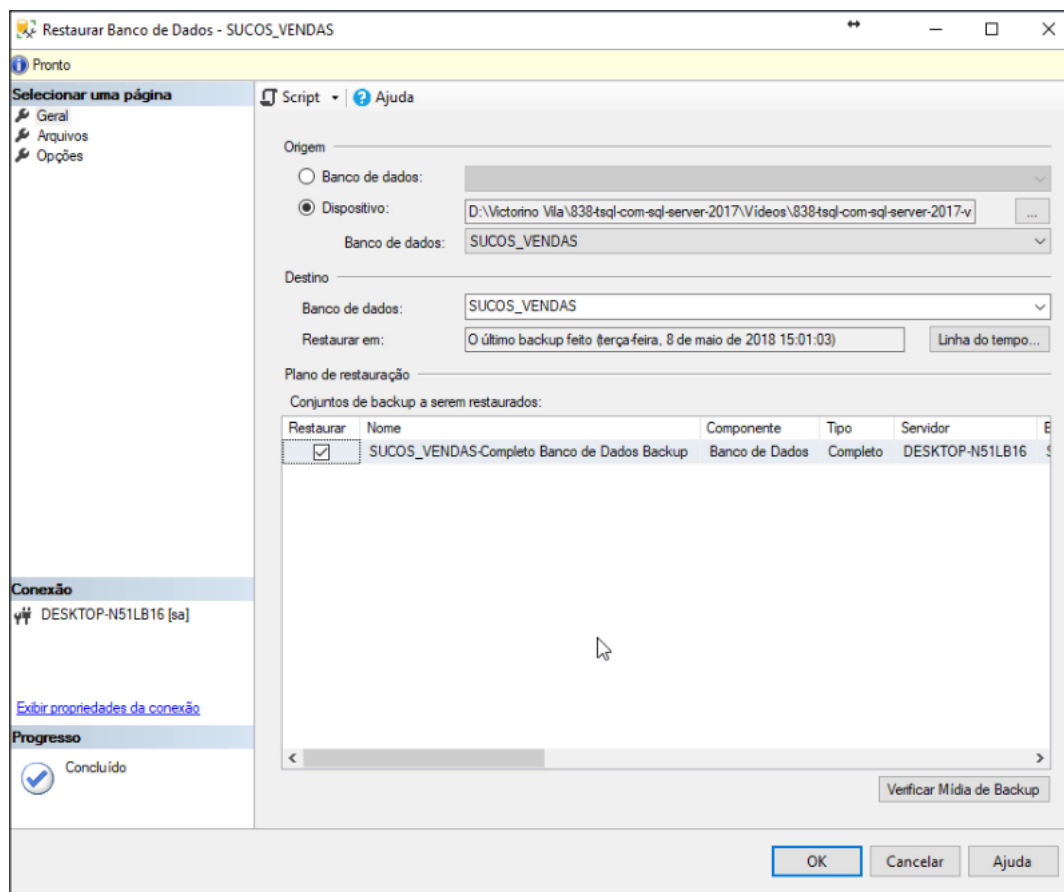 Restaurar Banco de Dados - SUCOS_VENDAS
Pronto
Selecionar uma página
Geral
Arquivos
Opções
Script
Ajuda
Origem
Banco de dados:
Dispositivo:
D:\Victorino Vila\838-tsql-com-sql-server-2017\Vídeos\838-tsql-com-sql-server-2017-v
...
Banco de dados:
SUCOS_VENDAS
Destino
Banco de dados:
SUCOS_VENDAS
Restaurar em:
O último backup feito (terça-feira, 8 de maio de 2018 15:01:03)
Linha do tempo...
Plano de restauração
Conjuntos de backup a serem restaurados:
Restaurar Nome Componente Tipo Servidor
SUCOS_VENDAS-Completo Banco de Dados Backup Banco de Dados Completo DESKTOP-N51LB16
Conexão
DESKTOP-N51LB16 [sa]
Exibir propriedades da conexão
Progresso
Concluído
Verificar Mídia de Backup
OK
Cancelar
Ajuda